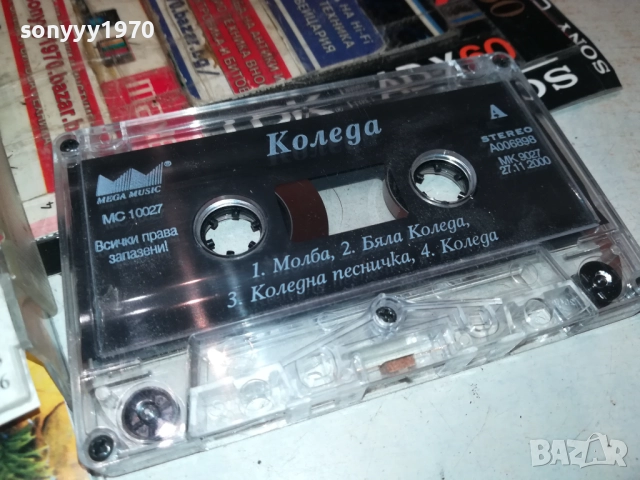 sonyyy1970
Коледа
A
STEREO
A006898
MK 9027
27.11.2000
MEGA MUSIC
MC 10027
Всички права
запазени!
1. Молба, 2. Бяла Коледа,
3. Коледна песничка, 4. Коледа
SONY
BAZAR